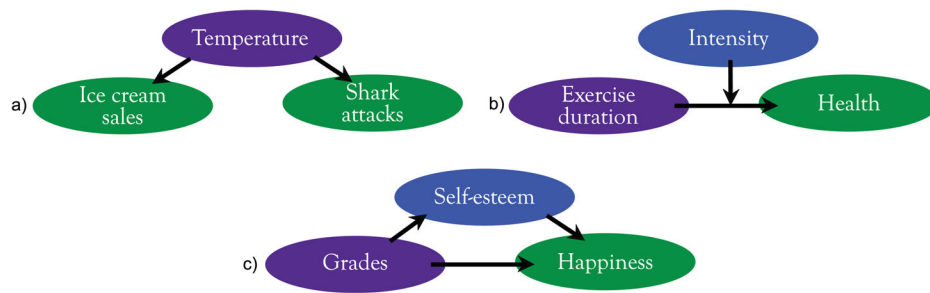 Temperature
a)
Ice cream
sales
Shark
attacks
Intensity
b)
Exercise
duration
Health
Self-esteem
c)
Grades
Happiness